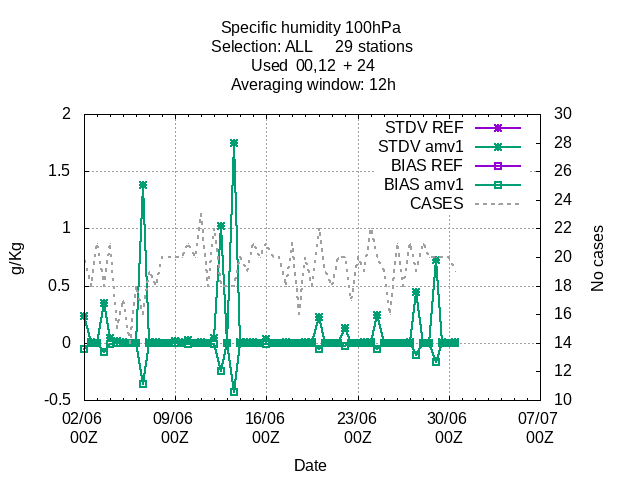 Specific humidity 100hPa
Selection: ALL 29 stations
Used 00,12 + 24
Averaging window: 12h
2
1.5
1
0.5
0
-0.5
g/Kg
STDV REF
STDV amv1
BIAS REF
BIAS amv1
CASES
30
28
26
24
22
20
18
16
14
12
10
No cases
02/06 09/06 16/06 23/06 30/06 07/07
00Z 00Z 00Z 00Z 00Z 00Z
Date